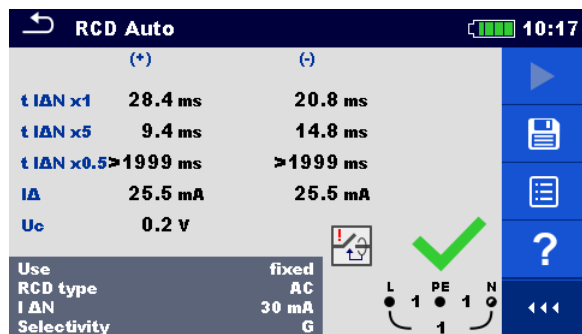 RCD Auto 10:17
(+) (-)
t IΔN x1 28.4 ms 20.8 ms
t IΔN x5 9.4 ms 14.8 ms
t IΔN x0.5 >1999 ms >1999 ms
IΔ 25.5 mA 25.5 mA
Uc 0.2 V
!
?
Use fixed
RCD type AC
I ΔN 30 mA
Selectivity G
L PE N
1 1
1